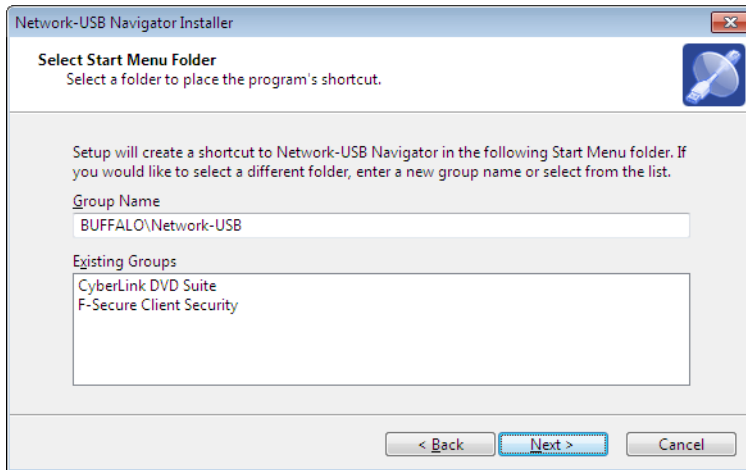 Network-USB Navigator Installer
Select Start Menu Folder
Select a folder to place the program's shortcut.
Setup will create a shortcut to Network-USB Navigator in the following Start Menu folder. If
you would like to select a different folder, enter a new group name or select from the list.
Group Name
BUFFALO\Network-USB
Existing Groups
CyberLink DVD Suite
F-Secure Client Security
< Back
Next >
Cancel